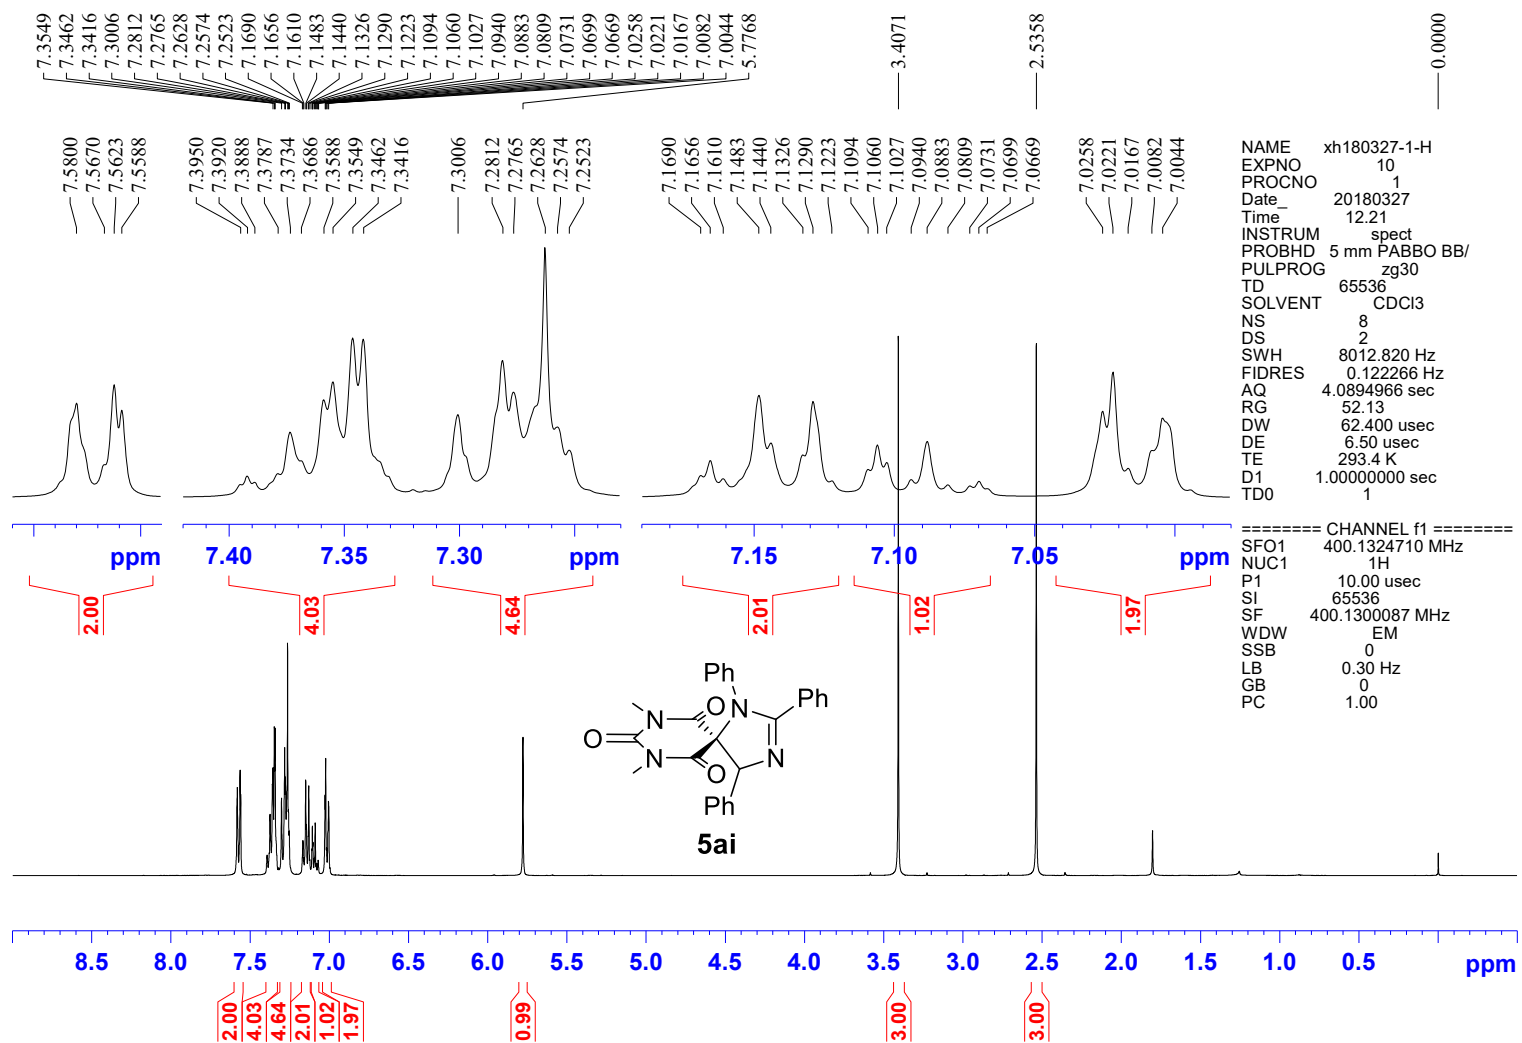 7.3549 7.3462 7.3416 7.3006 7.2812 7.2765 7.2628 7.2574 7.2523 7.1690 7.1656 7.1610 7.1483 7.1440 7.1326 7.1290 7.1223 7.1094 7.1060 7.1027 7.0940 7.0883 7.0809 7.0731 7.0699 7.0669 7.0258 7.0221 7.0167 7.0082 7.0044 5.7768
3.4071
2.5358
0.0000
7.5800 7.5670 7.5623 7.5588
7.3950 7.3920 7.3888 7.3787 7.3734 7.3686 7.3588 7.3549 7.3462 7.3416
7.3006 7.2812 7.2765 7.2628 7.2574 7.2523
7.1690 7.1656 7.1610 7.1483 7.1440 7.1326 7.1290 7.1223 7.1094 7.1060 7.1027 7.0940 7.0883 7.0809 7.0731 7.0699 7.0669
7.0258 7.0221 7.0167 7.0082 7.0044
NAME xh180327-1-H
EXPNO 10
PROCNO 1
Date_ 20180327
Time 12.21
INSTRUM spect
PROBHD 5 mm PABBO BB/
PULPROG zg30
TD 65536
SOLVENT CDCl3
NS 8
DS 2
SWH 8012.820 Hz
FIDRES 0.122266 Hz
AQ 4.0894966 sec
RG 52.13
DW 62.400 usec
DE 6.50 usec
TE 293.4 K
D1 1.00000000 sec
TD0 1
======== CHANNEL f1 ========
SFO1 400.1324710 MHz
NUC1 1H
P1 10.00 usec
SI 65536
SF 400.1300087 MHz
WDW EM
SSB 0
LB 0.30 Hz
GB 0
PC 1.00
ppm
7.40 7.35 7.30 ppm
7.15 7.10 7.05 ppm
2.00
4.03
4.64
2.01
1.02
1.97
Ph
Ph
N
O
N
O
N
N
O
Ph
5ai
8.5 8.0 7.5 7.0 6.5 6.0 5.5 5.0 4.5 4.0 3.5 3.0 2.5 2.0 1.5 1.0 0.5 ppm
2.00 4.03 4.64 2.01 1.02 1.97 0.99 3.00 3.00